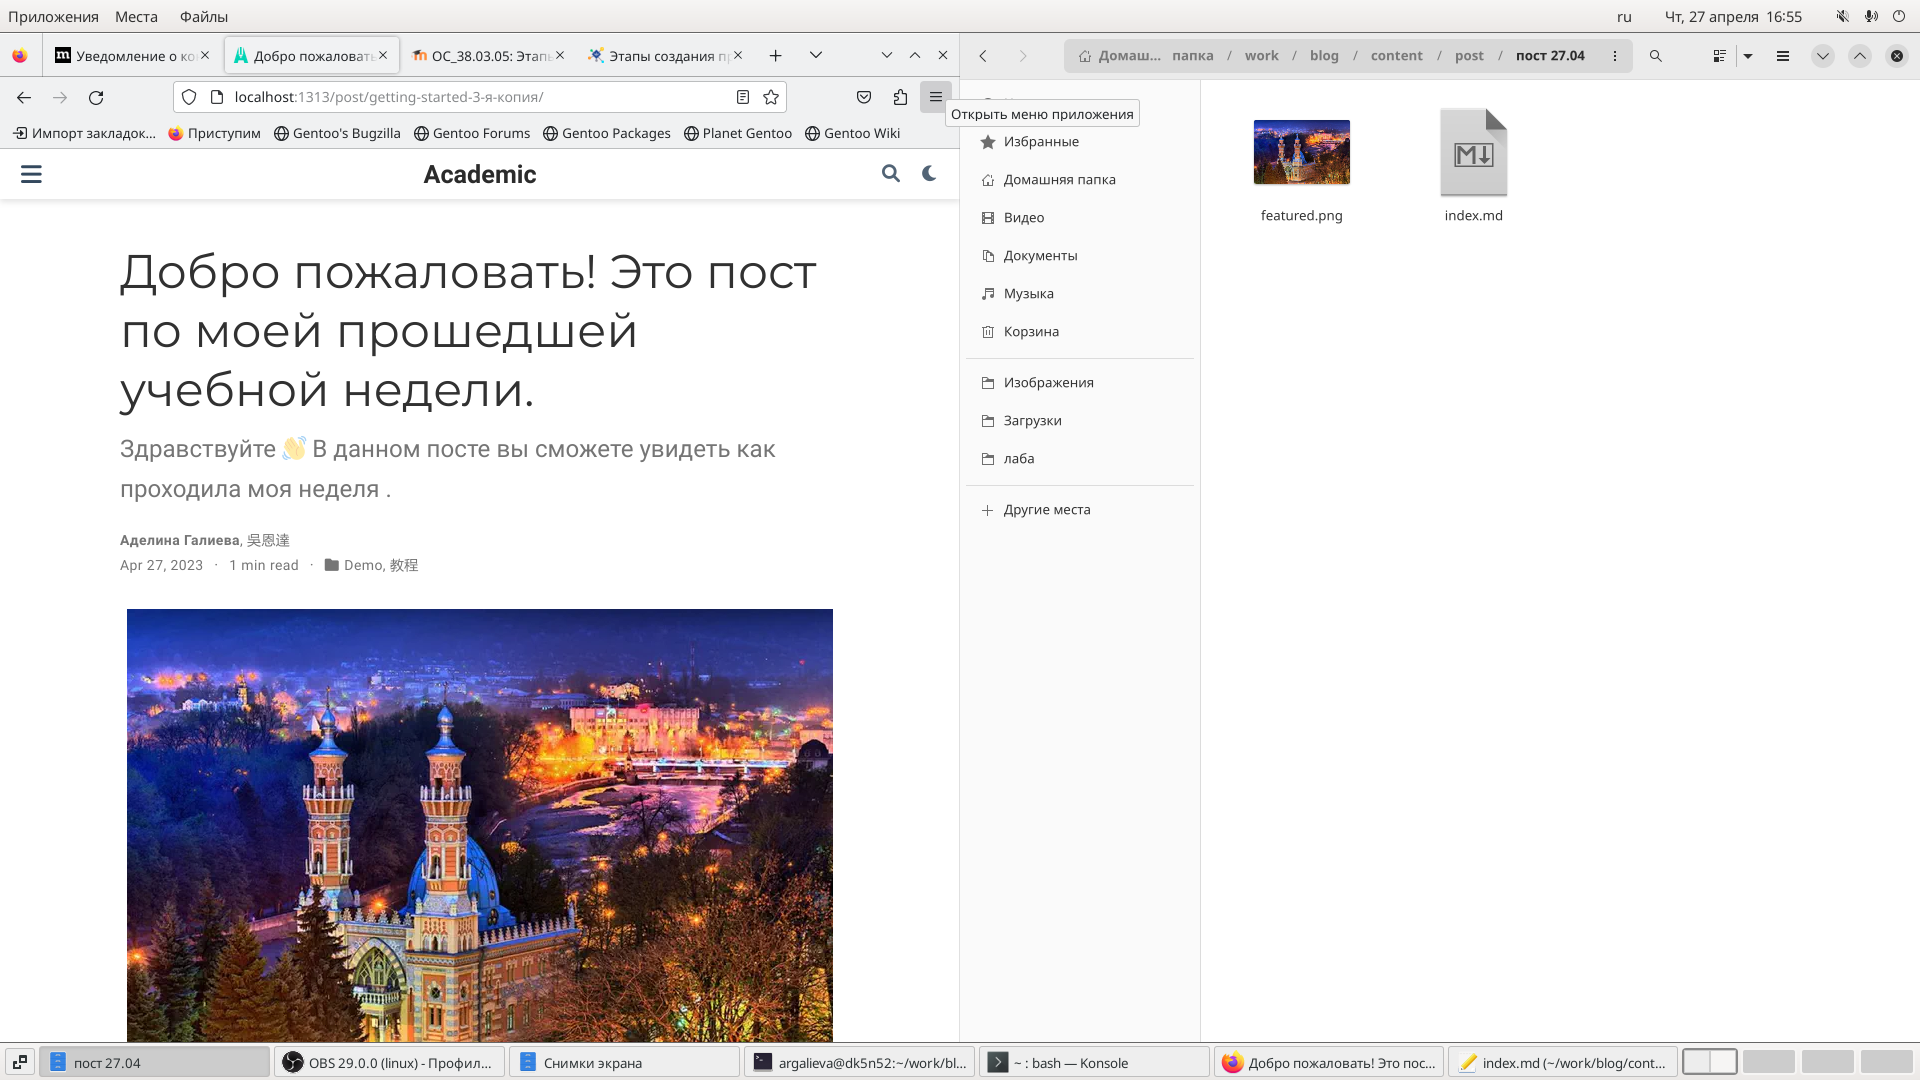 Приложения Места Файлы
ru Чт, 27 апреля 16:55
Уведомление о ко
Добро пожаловать
ОС_38.03.05: Этапы
Этапы создания п
localhost:1313/post/getting-started-3-я-копия/
Импорт закладок... Приступим Gentoo's Bugzilla Gentoo Forums Gentoo Packages Planet Gentoo Gentoo Wiki
Academic
Добро пожаловать! Это пост
по моей прошедшей
учебной недели.
Здравствуйте 👋 В данном посте вы сможете увидеть как
проходила моя неделя .
Аделина Галиева, 吳恩達
Apr 27, 2023 · 1 min read · Demo, 教程
Домаш... папка / work / blog / content / post / пост 27.04
Открыть меню приложения
Избранные
Домашняя папка
Видео
Документы
Музыка
Корзина
Изображения
Загрузки
лаба
Другие места
featured.png
index.md
пост 27.04
OBS 29.0.0 (linux) - Профил...
Снимки экрана
argalieva@dk5n52:~/work/bl...
~ : bash — Konsole
Добро пожаловать! Это пос...
index.md (~/work/blog/cont...